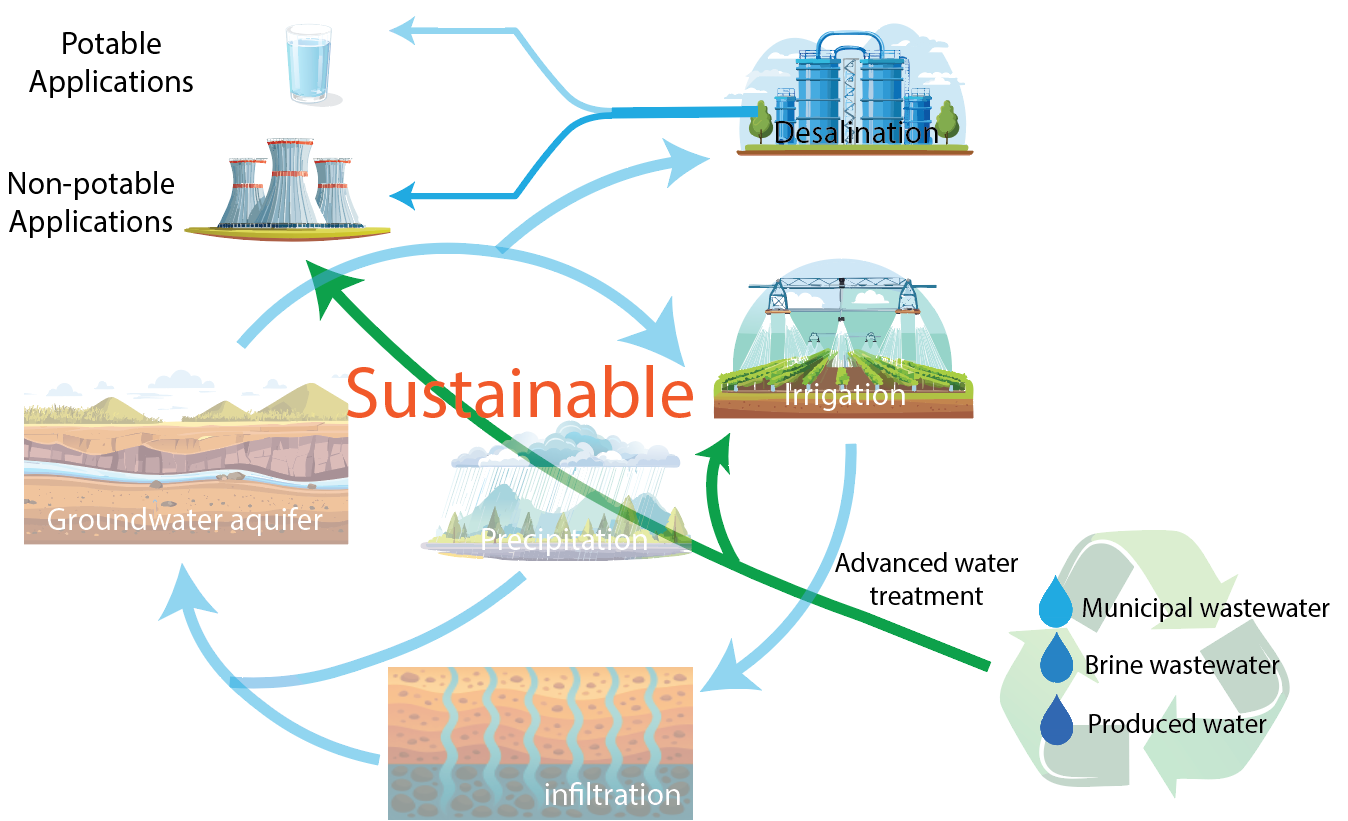 Potable
Applications
Desalination
Non-potable
Applications
Sustainable
Irrigation
Groundwater aquifer
Precipitation
Advanced water
treatment
Municipal wastewater
Brine wastewater
Produced water
infiltration